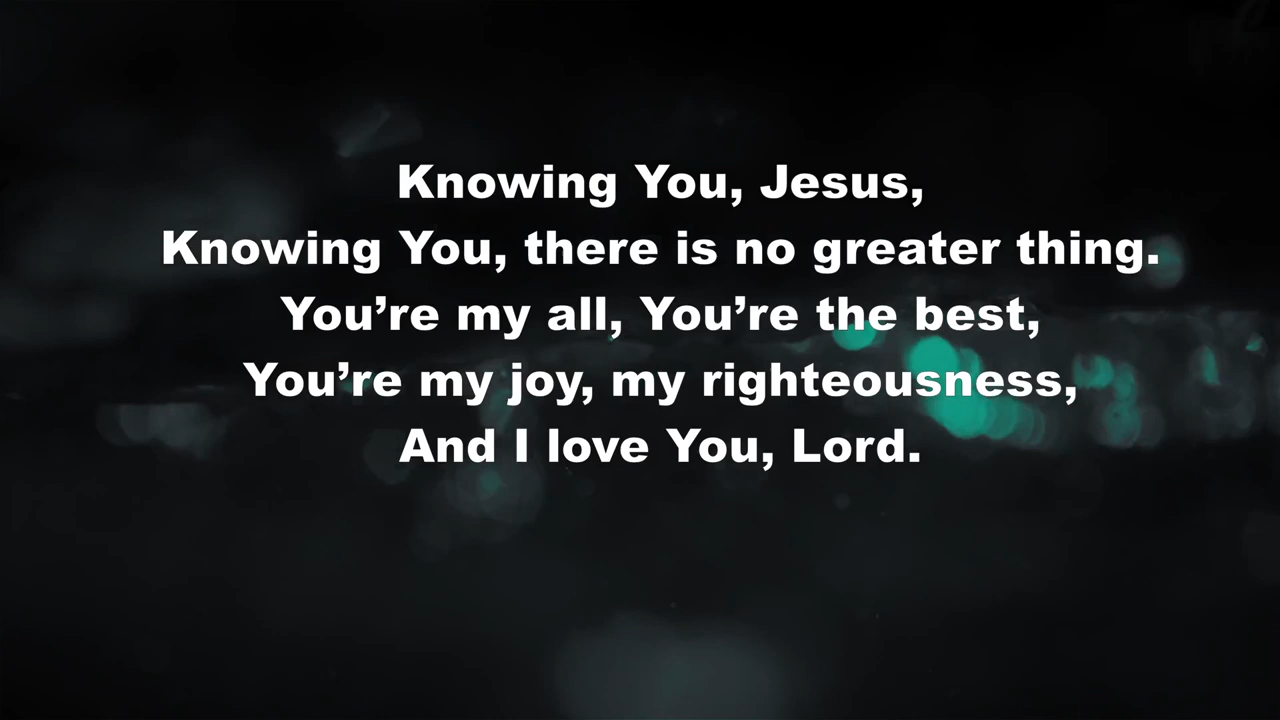 Knowing You, Jesus,
Knowing You, there is no greater thing.
You’re my all, You’re the best,
You’re my joy, my righteousness,
And I love You, Lord.